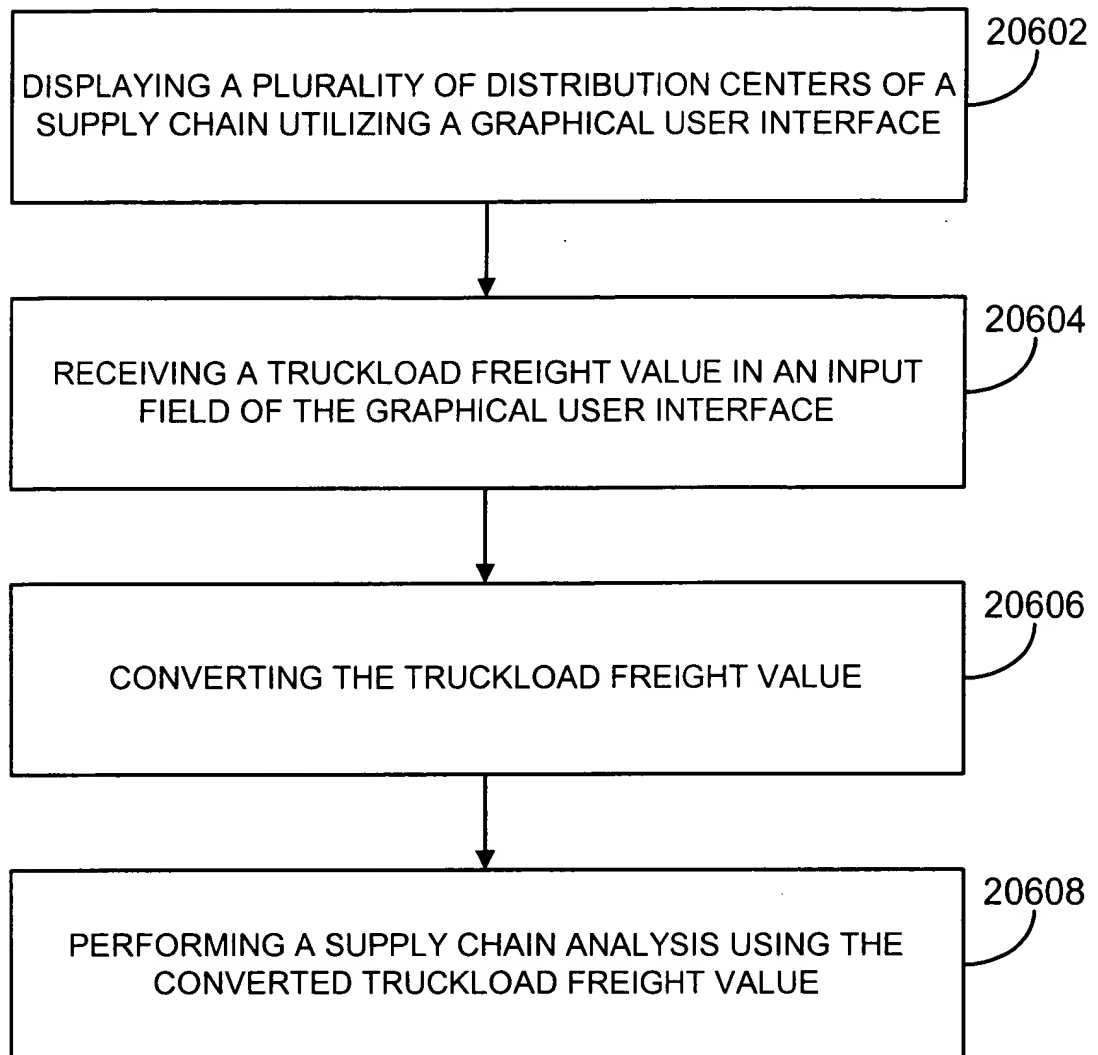 20602
DISPLAYING A PLURALITY OF DISTRIBUTION CENTERS OF A
SUPPLY CHAIN UTILIZING A GRAPHICAL USER INTERFACE
20604
RECEIVING A TRUCKLOAD FREIGHT VALUE IN AN INPUT
FIELD OF THE GRAPHICAL USER INTERFACE
20606
CONVERTING THE TRUCKLOAD FREIGHT VALUE
20608
PERFORMING A SUPPLY CHAIN ANALYSIS USING THE
CONVERTED TRUCKLOAD FREIGHT VALUE